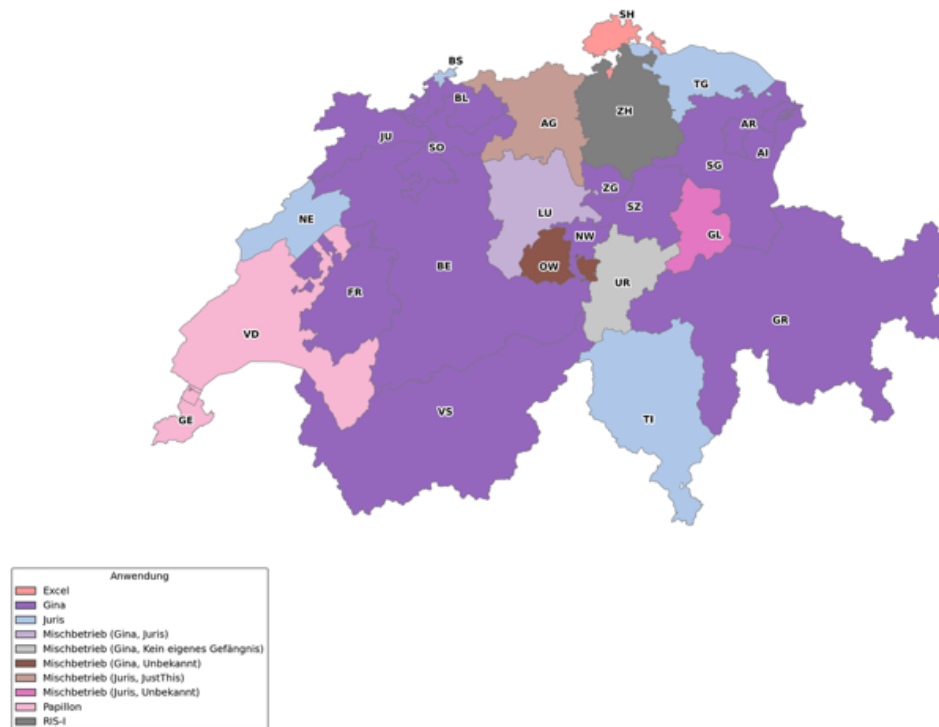 SH
BS
TG
BL
ZH
AG
AR
JU
SO
AI
SG
ZG
SZ
LU
NE
NW
GL
BE
OW
UR
FR
GR
VD
VS
GE
TI
Anwendung
Excel
Gina
Juris
Mischbetrieb (Gina, Juris)
Mischbetrieb (Gina, Kein eigenes Gefängnis)
Mischbetrieb (Gina, Unbekannt)
Mischbetrieb (Juris, JustThis)
Mischbetrieb (Juris, Unbekannt)
Papillon
RIS-I